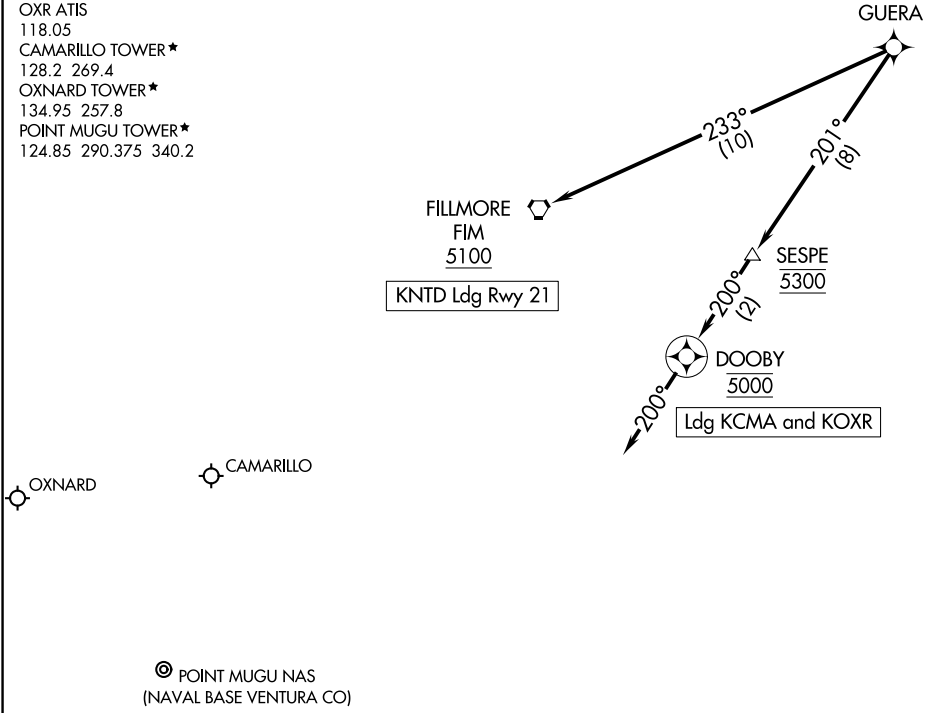 OXR ATIS
118.05
CAMARILLO TOWER★
128.2 269.4
OXNARD TOWER★
134.95 257.8
POINT MUGU TOWER★
124.85 290.375 340.2
GUERA
233°
(10)
201°
(8)
FILLMORE
FIM
5100
KNTD Ldg Rwy 21
SESPE
5300
200°
(2)
DOOBY
5000
200°
Ldg KCMA and KOXR
CAMARILLO
OXNARD
POINT MUGU NAS
(NAVAL BASE VENTURA CO)